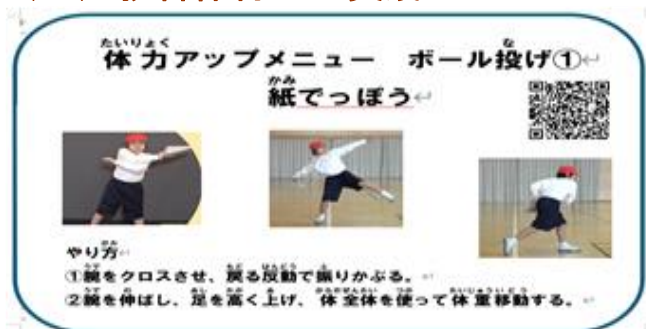 体力アップメニュー　ボール投げ①
紙でっぽう
やり方
①腕をクロスさせ、戻る反動で振りかぶる。
②腕を伸ばし、足を高く上げ、体全体を使って体重移動する。